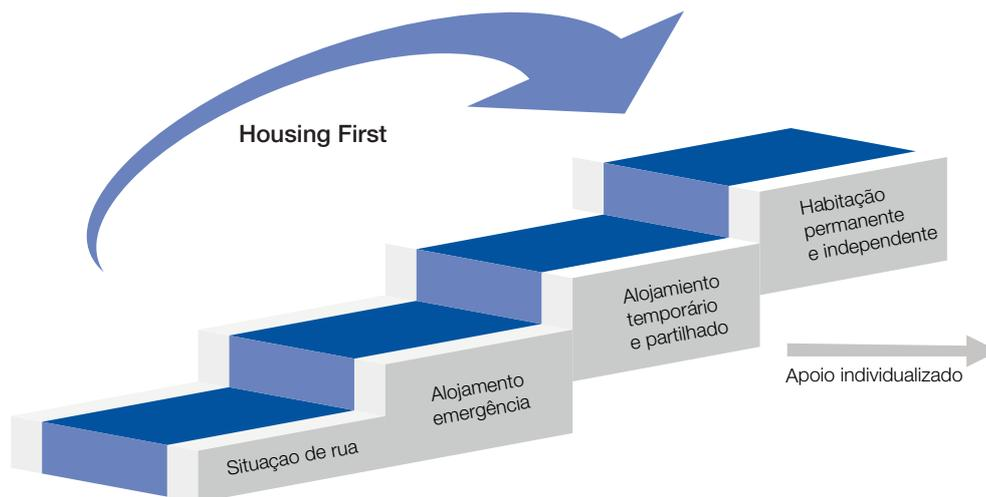 Housing First
Habitação
permanente
e independente
Alojamiento
temporário
e partilhado
Apoio individualizado
Alojamento
emergência
Situaçao de rua